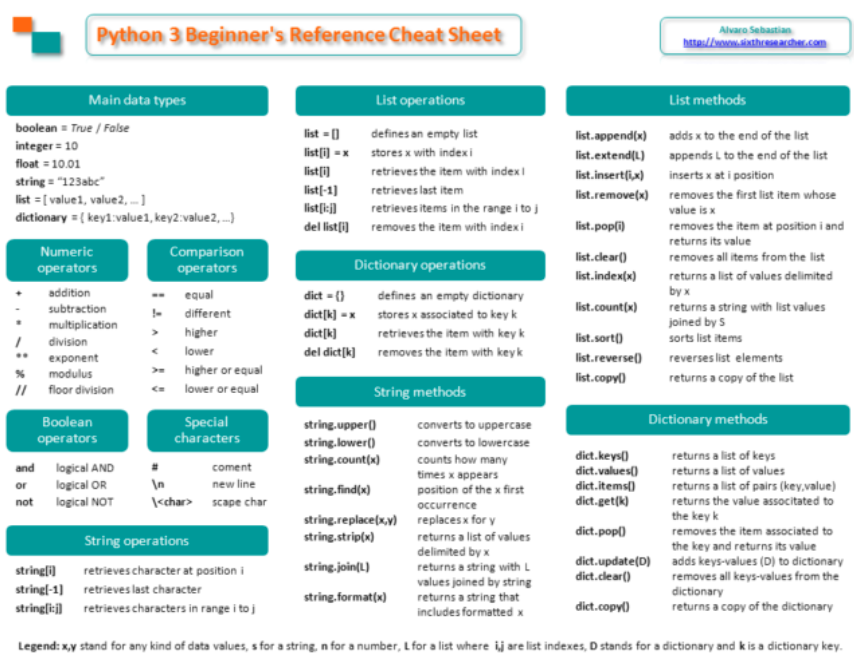 Python 3 Beginner's Reference Cheat Sheet
Alvaro Sebastian
http://www.sixthresearcher.com
Main data types
boolean = True / False
integer = 10
float = 10.01
string = "123abc"
list = [ value1, value2, ... ]
dictionary = { key1:value1, key2:value2, ...}
Numeric
operators
+ addition
- subtraction
* multiplication
/ division
** exponent
% modulus
// floor division
Comparison
operators
== equal
!= different
> higher
< lower
>= higher or equal
<= lower or equal
Boolean
operators
and logical AND
or logical OR
not logical NOT
Special
characters
# coment
\n new line
\<char> scape char
String operations
string[i] retrieves character at position i
string[-1] retrieves last character
string[i:j] retrieves characters in range i to j
List operations
list = [] defines an empty list
list[i] = x stores x with index i
list[i] retrieves the item with index I
list[-1] retrieves last item
list[i:j] retrieves items in the range i to j
del list[i] removes the item with index i
Dictionary operations
dict = {} defines an empty dictionary
dict[k] = x stores x associated to key k
dict[k] retrieves the item with key k
del dict[k] removes the item with key k
String methods
string.upper() converts to uppercase
string.lower() converts to lowercase
string.count(x) counts how many
times x appears
string.find(x) position of the x first
occurrence
string.replace(x,y) replaces x for y
string.strip(x) returns a list of values
delimited by x
string.join(L) returns a string with L
values joined by string
string.format(x) returns a string that
includes formatted x
List methods
list.append(x) adds x to the end of the list
list.extend(L) appends L to the end of the list
list.insert(i,x) inserts x at i position
list.remove(x) removes the first list item whose
value is x
list.pop(i) removes the item at position i and
returns its value
list.clear() removes all items from the list
list.index(x) returns a list of values delimited
by x
list.count(x) returns a string with list values
joined by S
list.sort() sorts list items
list.reverse() reverses list elements
list.copy() returns a copy of the list
Dictionary methods
dict.keys() returns a list of keys
dict.values() returns a list of values
dict.items() returns a list of pairs (key,value)
dict.get(k) returns the value associtated to
the key k
dict.pop() removes the item associated to
the key and returns its value
dict.update(D) adds keys-values (D) to dictionary
dict.clear() removes all keys-values from the
dictionary
dict.copy() returns a copy of the dictionary
Legend: x,y stand for any kind of data values, s for a string, n for a number, L for a list where i,j are list indexes, D stands for a dictionary and k is a dictionary key.